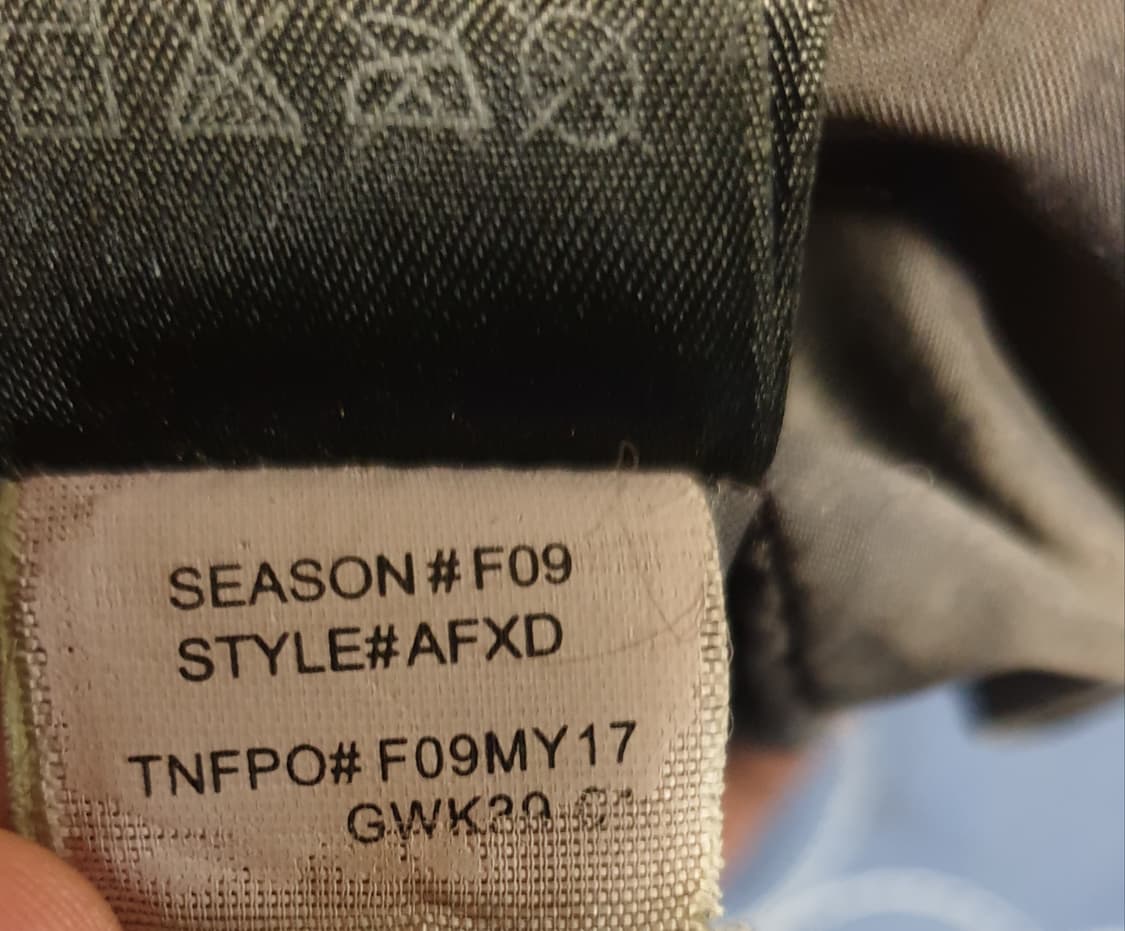 SEASON # F09
STYLE#AFXD
TNFPO# F09MY17